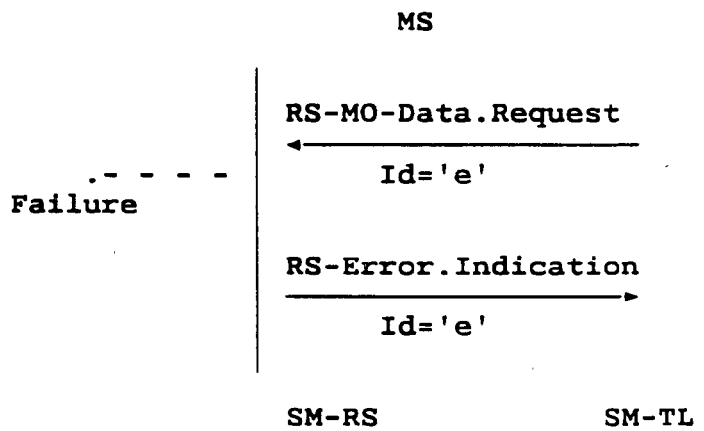 MS
RS-MO-Data.Request
Id='e'
Failure
RS-Error.Indication
Id='e'
SM-RS SM-TL